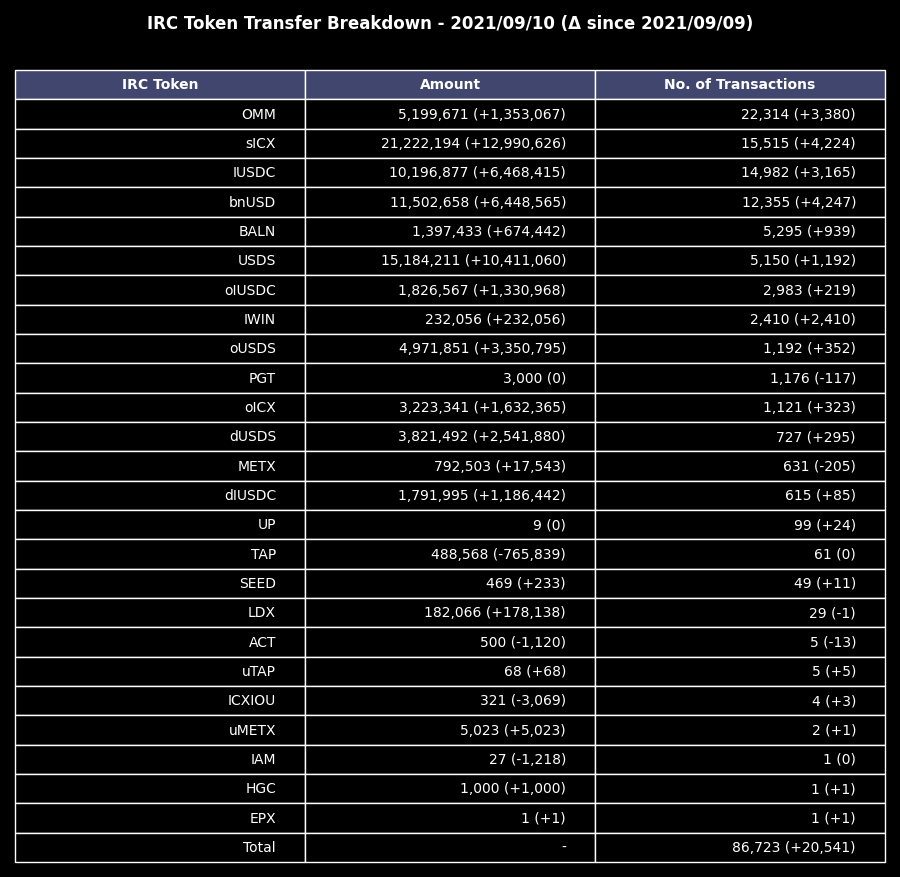 IRC Token Transfer Breakdown - 2021/09/10 (Δ since 2021/09/09)
IRC Token Amount No. of Transactions
OMM 5,199,671 (+1,353,067) 22,314 (+3,380)
sICX 21,222,194 (+12,990,626) 15,515 (+4,224)
IUSDC 10,196,877 (+6,468,415) 14,982 (+3,165)
bnUSD 11,502,658 (+6,448,565) 12,355 (+4,247)
BALN 1,397,433 (+674,442) 5,295 (+939)
USDS 15,184,211 (+10,411,060) 5,150 (+1,192)
oIUSDC 1,826,567 (+1,330,968) 2,983 (+219)
IWIN 232,056 (+232,056) 2,410 (+2,410)
oUSDS 4,971,851 (+3,350,795) 1,192 (+352)
PGT 3,000 (0) 1,176 (-117)
oICX 3,223,341 (+1,632,365) 1,121 (+323)
dUSDS 3,821,492 (+2,541,880) 727 (+295)
METX 792,503 (+17,543) 631 (-205)
dIUSDC 1,791,995 (+1,186,442) 615 (+85)
UP 9 (0) 99 (+24)
TAP 488,568 (-765,839) 61 (0)
SEED 469 (+233) 49 (+11)
LDX 182,066 (+178,138) 29 (-1)
ACT 500 (-1,120) 5 (-13)
uTAP 68 (+68) 5 (+5)
ICXIOU 321 (-3,069) 4 (+3)
uMETX 5,023 (+5,023) 2 (+1)
IAM 27 (-1,218) 1 (0)
HGC 1,000 (+1,000) 1 (+1)
EPX 1 (+1) 1 (+1)
Total - 86,723 (+20,541)